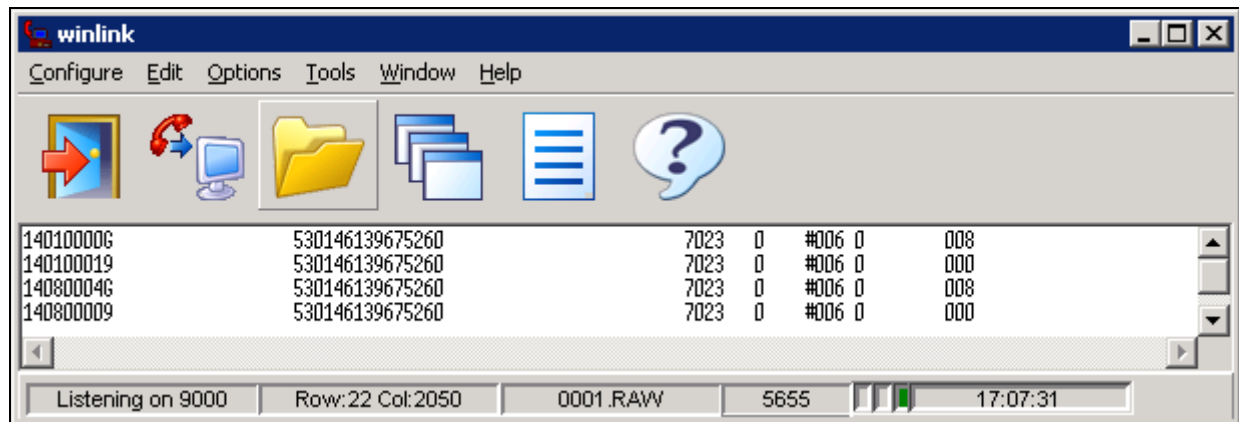 winlink
Configure Edit Options Tools Window Help
14010000G 530146139675260 7023 0 #006 0 008
140100019 530146139675260 7023 0 #006 0 000
14080004G 530146139675260 7023 0 #006 0 008
140800009 530146139675260 7023 0 #006 0 000
Listening on 9000 Row:22 Col:2050 0001.RAW 5655 17:07:31